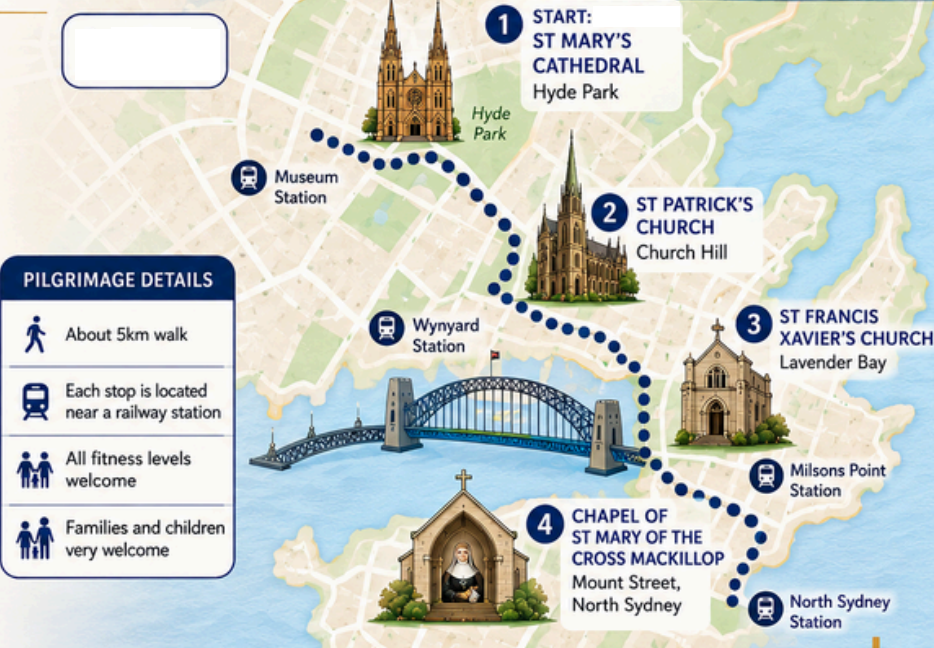 1
START:
ST MARY'S
CATHEDRAL
Hyde Park
Hyde
Park
Museum
Station
2
ST PATRICK'S
CHURCH
Church Hill
PILGRIMAGE DETAILS
About 5km walk
Each stop is located
near a railway station
All fitness levels
welcome
Families and children
very welcome
Wynyard
Station
3
ST FRANCIS
XAVIER'S CHURCH
Lavender Bay
Milsons Point
Station
4
CHAPEL OF
ST MARY OF THE
CROSS MACKILLOP
Mount Street,
North Sydney
North Sydney
Station